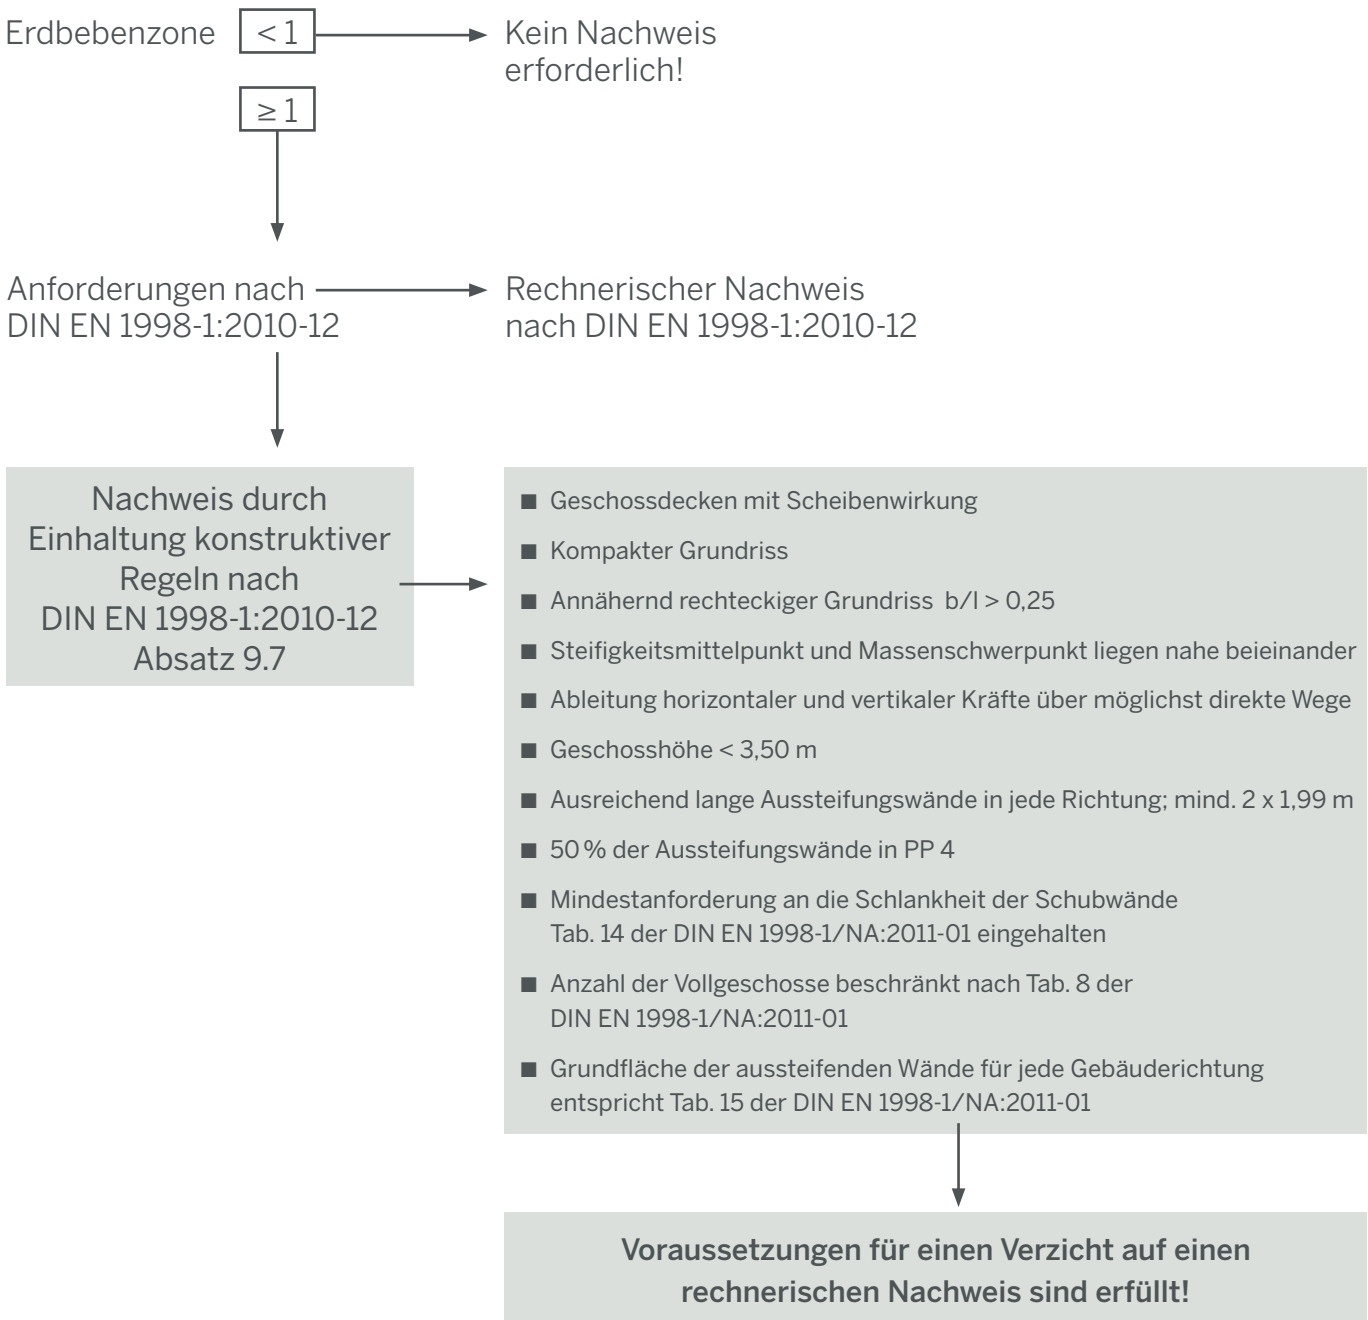 Erdbebenzone < 1 Kein Nachweis
erforderlich!
≥ 1
Anforderungen nach
DIN EN 1998-1:2010-12
Rechnerischer Nachweis
nach DIN EN 1998-1:2010-12
Nachweis durch
Einhaltung konstruktiver
Regeln nach
DIN EN 1998-1:2010-12
Absatz 9.7
■ Geschossdecken mit Scheibenwirkung
■ Kompakter Grundriss
■ Annähernd rechteckiger Grundriss b/l > 0,25
■ Steifigkeitsmittelpunkt und Massenschwerpunkt liegen nahe beieinander
■ Ableitung horizontaler und vertikaler Kräfte über möglichst direkte Wege
■ Geschosshöhe < 3,50 m
■ Ausreichend lange Aussteifungswände in jede Richtung; mind. 2 x 1,99 m
■ 50 % der Aussteifungswände in PP 4
■ Mindestanforderung an die Schlankheit der Schubwände
Tab. 14 der DIN EN 1998-1/NA:2011-01 eingehalten
■ Anzahl der Vollgeschosse beschränkt nach Tab. 8 der
DIN EN 1998-1/NA:2011-01
■ Grundfläche der aussteifenden Wände für jede Gebäuderichtung
entspricht Tab. 15 der DIN EN 1998-1/NA:2011-01
Voraussetzungen für einen Verzicht auf einen
rechnerischen Nachweis sind erfüllt!